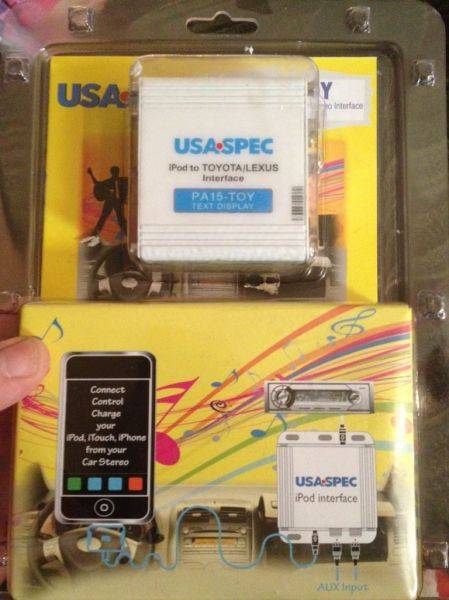 USA
Y
Interface
USA SPEC
iPod to TOYOTA/LEXUS
Interface
PA15-TOY
TEXT DISPLAY
Connect
Control
Charge
your
iPod, iTouch, iPhone
from your
Car Stereo
USA SPEC
iPod interface
AUX Input